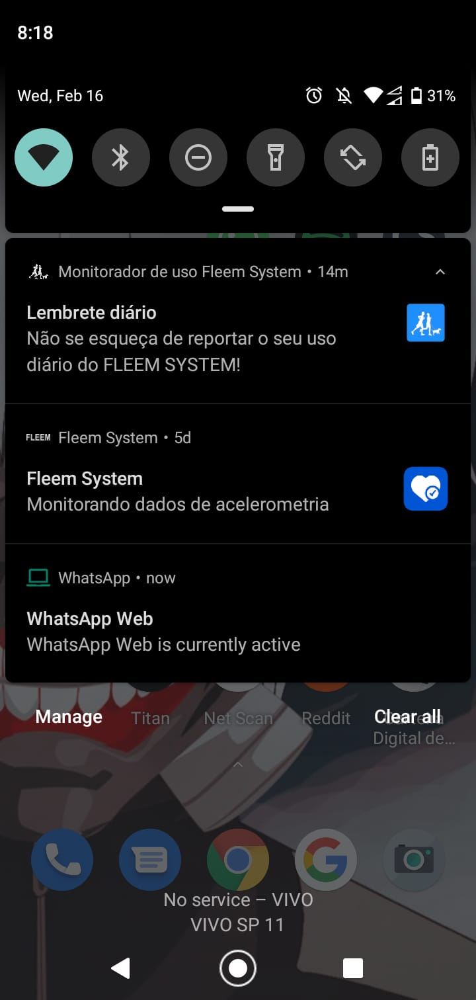 8:18
Wed, Feb 16
31%
Monitorador de uso Fleem System • 14m
Lembrete diário
Não se esqueça de reportar o seu uso
diário do FLEEM SYSTEM!
FLEEM Fleem System • 5d
Fleem System
Monitorando dados de acelerometria
WhatsApp • now
WhatsApp Web
WhatsApp Web is currently active
Manage Titan Net Scan Reddit Clear all
Digital de...
No service – VIVO
VIVO SP 11